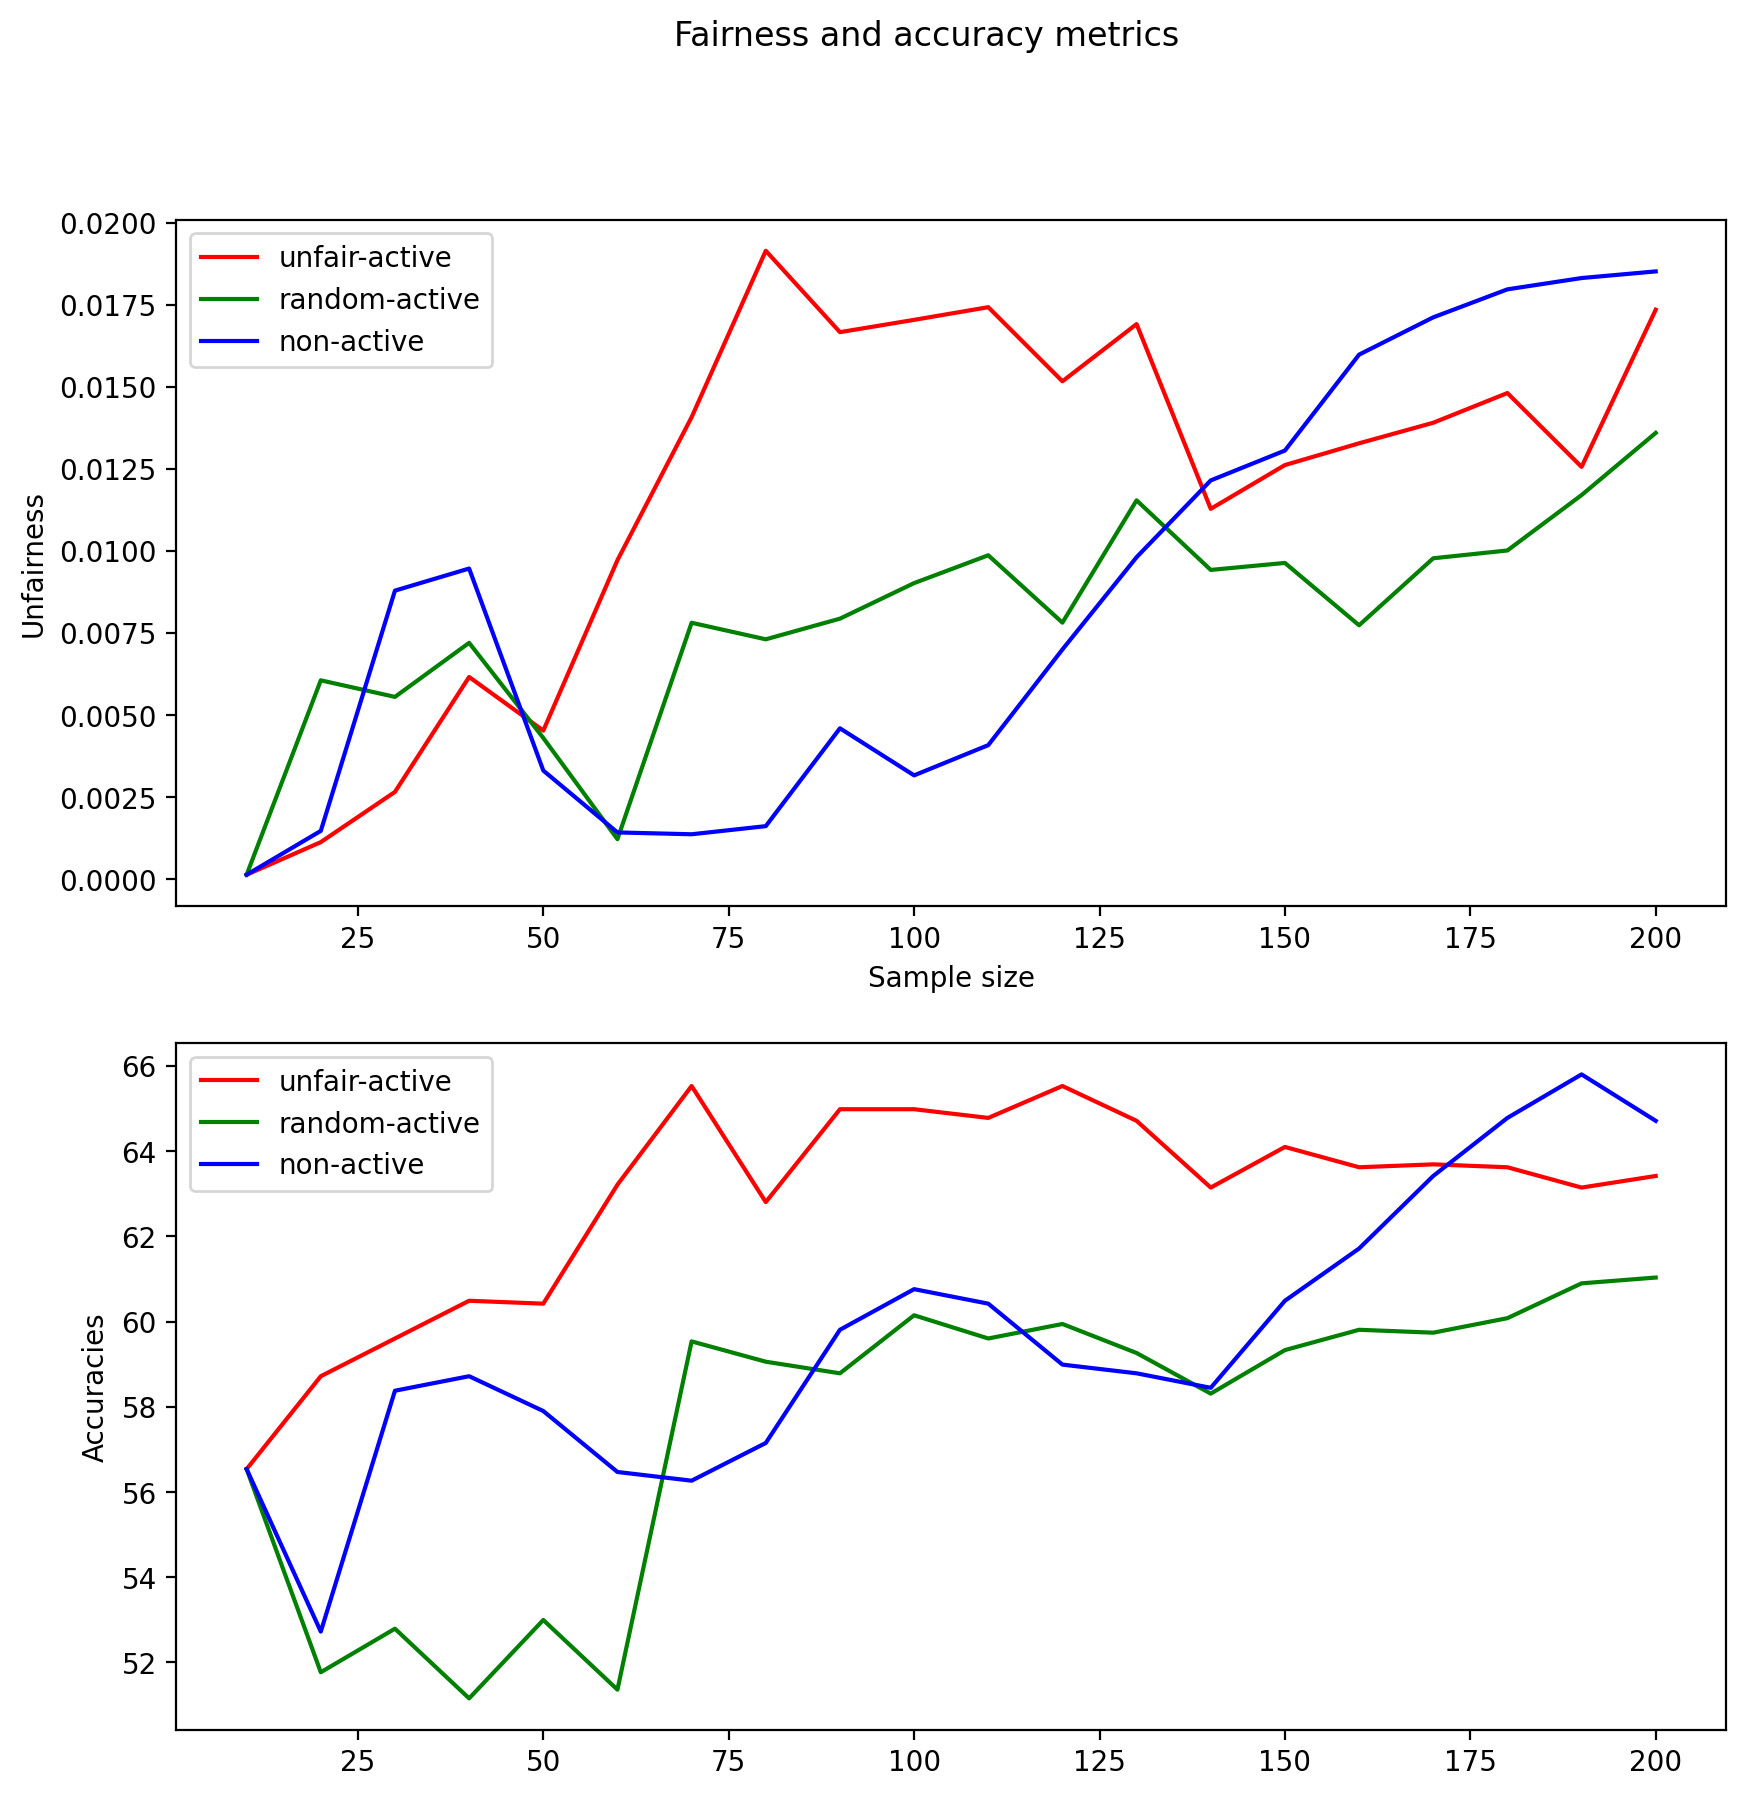 Fairness and accuracy metrics
0.0200
0.0175
0.0150
0.0125
0.0100
0.0075
0.0050
0.0025
0.0000
Unfairness
unfair-active
random-active
non-active
25 50 75 100 125 150 175 200
Sample size
66
64
62
60
58
56
54
52
Accuracies
unfair-active
random-active
non-active
25 50 75 100 125 150 175 200